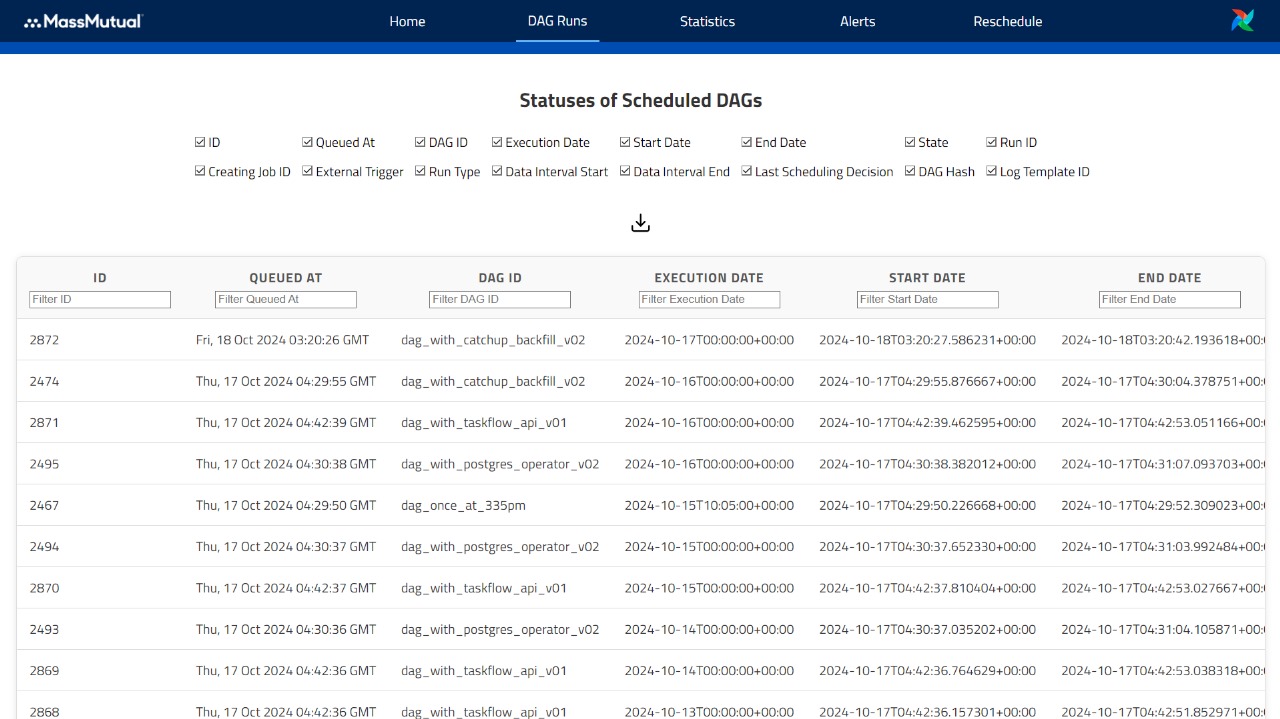 MassMutual Home DAG Runs Statistics Alerts Reschedule
Statuses of Scheduled DAGs
ID Queued At DAG ID Execution Date Start Date End Date State Run ID
Creating Job ID External Trigger Run Type Data Interval Start Data Interval End Last Scheduling Decision DAG Hash Log Template ID
ID QUEUED AT DAG ID EXECUTION DATE START DATE END DATE
Filter ID Filter Queued At Filter DAG ID Filter Execution Date Filter Start Date Filter End Date
2872 Fri, 18 Oct 2024 03:20:26 GMT dag_with_catchup_backfill_v02 2024-10-17T00:00:00+00:00 2024-10-18T03:20:27.586231+00:00 2024-10-18T03:20:42.193618+00:
2474 Thu, 17 Oct 2024 04:29:55 GMT dag_with_catchup_backfill_v02 2024-10-16T00:00:00+00:00 2024-10-17T04:29:55.876667+00:00 2024-10-17T04:30:04.378751+00:
2871 Thu, 17 Oct 2024 04:42:39 GMT dag_with_taskflow_api_v01 2024-10-16T00:00:00+00:00 2024-10-17T04:42:39.462595+00:00 2024-10-17T04:42:53.051166+00:
2495 Thu, 17 Oct 2024 04:30:38 GMT dag_with_postgres_operator_v02 2024-10-16T00:00:00+00:00 2024-10-17T04:30:38.382012+00:00 2024-10-17T04:31:07.093703+00:
2467 Thu, 17 Oct 2024 04:29:50 GMT dag_once_at_335pm 2024-10-15T10:05:00+00:00 2024-10-17T04:29:50.226668+00:00 2024-10-17T04:29:52.309023+00:
2494 Thu, 17 Oct 2024 04:30:37 GMT dag_with_postgres_operator_v02 2024-10-15T00:00:00+00:00 2024-10-17T04:30:37.652330+00:00 2024-10-17T04:31:03.992484+00:
2870 Thu, 17 Oct 2024 04:42:37 GMT dag_with_taskflow_api_v01 2024-10-15T00:00:00+00:00 2024-10-17T04:42:37.810404+00:00 2024-10-17T04:42:53.027667+00:
2493 Thu, 17 Oct 2024 04:30:36 GMT dag_with_postgres_operator_v02 2024-10-14T00:00:00+00:00 2024-10-17T04:30:37.035202+00:00 2024-10-17T04:31:04.105871+00:
2869 Thu, 17 Oct 2024 04:42:36 GMT dag_with_taskflow_api_v01 2024-10-14T00:00:00+00:00 2024-10-17T04:42:36.764629+00:00 2024-10-17T04:42:53.038318+00:
2868 Thu, 17 Oct 2024 04:42:36 GMT dag_with_taskflow_api_v01 2024-10-13T00:00:00+00:00 2024-10-17T04:42:36.157301+00:00 2024-10-17T04:42:51.852971+00: